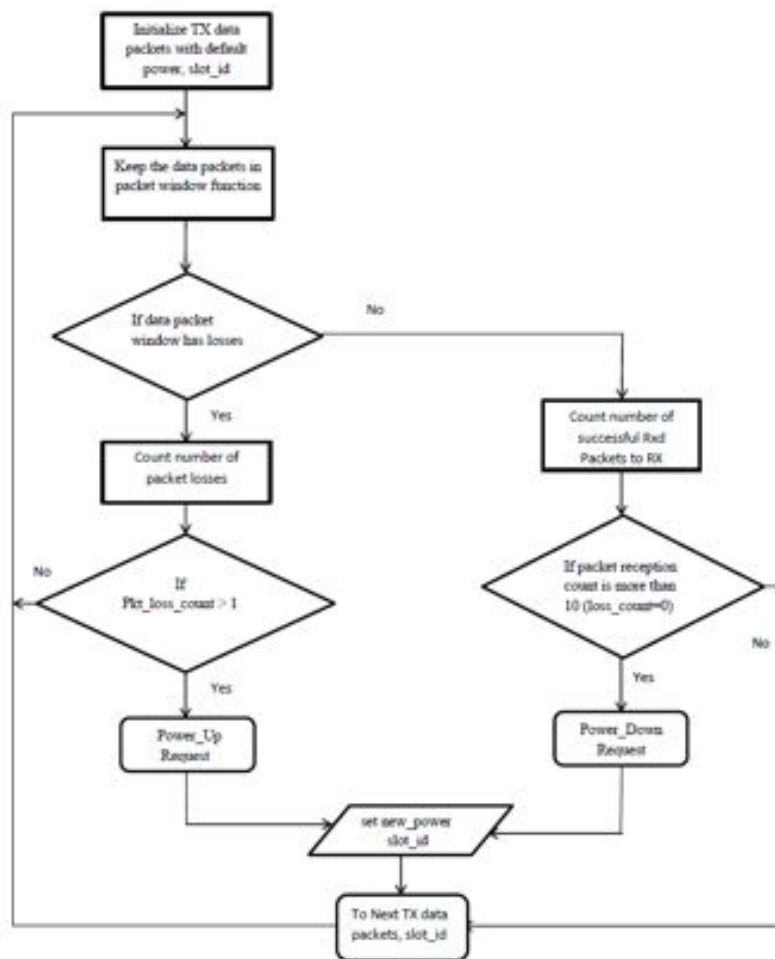 Initialize TX data
packets with default
power, slot_id
Keep the data packets in
packet window function
If data packet
window has losses
No
Yes
Count number of
successful Rxd
Packets to RX
Count number of
packet losses
No
If
Pkt_loss_count > 1
If packet reception
count is more than
10 (loss_count=0)
No
Yes
Yes
Power_Up
Request
Power_Down
Request
set new_power
slot_id
To Next TX data
packets, slot_id